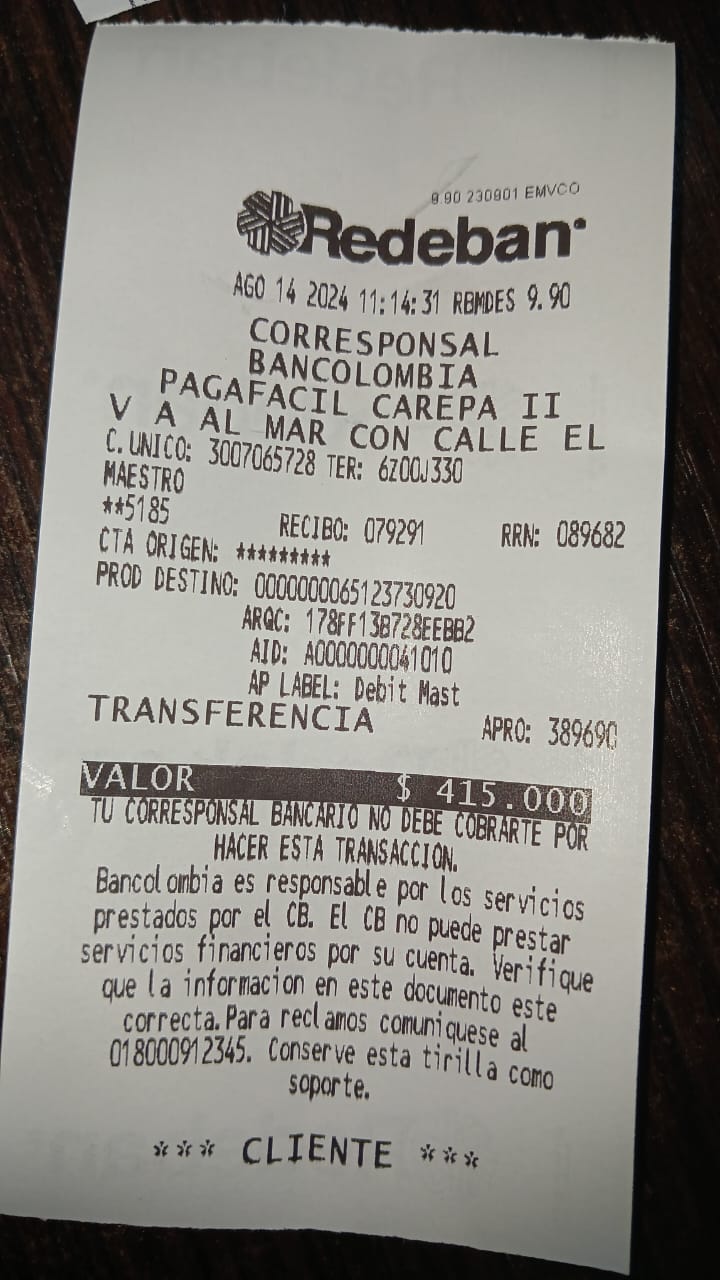 9.90 230901 EMVCO
Redeban
AGO 14 2024 11:14:31 RBMDES 9.90
CORRESPONSAL
BANCOLOMBIA
PAGAFACIL CAREPA II
V A AL MAR CON CALLE EL
C. UNICO: 3007065728 TER: 6Z00J330
MAESTRO
**5185
RECIBO: 079291 RRN: 089682
CTA ORIGEN: *********
PROD DESTINO: 0000000065123730920
ARQC: 178FF13B728EEBB2
AID: A0000000041010
AP LABEL: Debit Mast
TRANSFERENCIA APRO: 389690
VALOR $ 415.000
TU CORRESPONSAL BANCARIO NO DEBE COBRARTE POR
HACER ESTA TRANSACCION.
Bancolombia es responsable por los servicios
prestados por el CB. El CB no puede prestar
servicios financieros por su cuenta. Verifique
que la informacion en este documento este
correcta. Para reclamos comuniquese al
018000912345. Conserve esta tirilla como
soporte.
*** CLIENTE ***